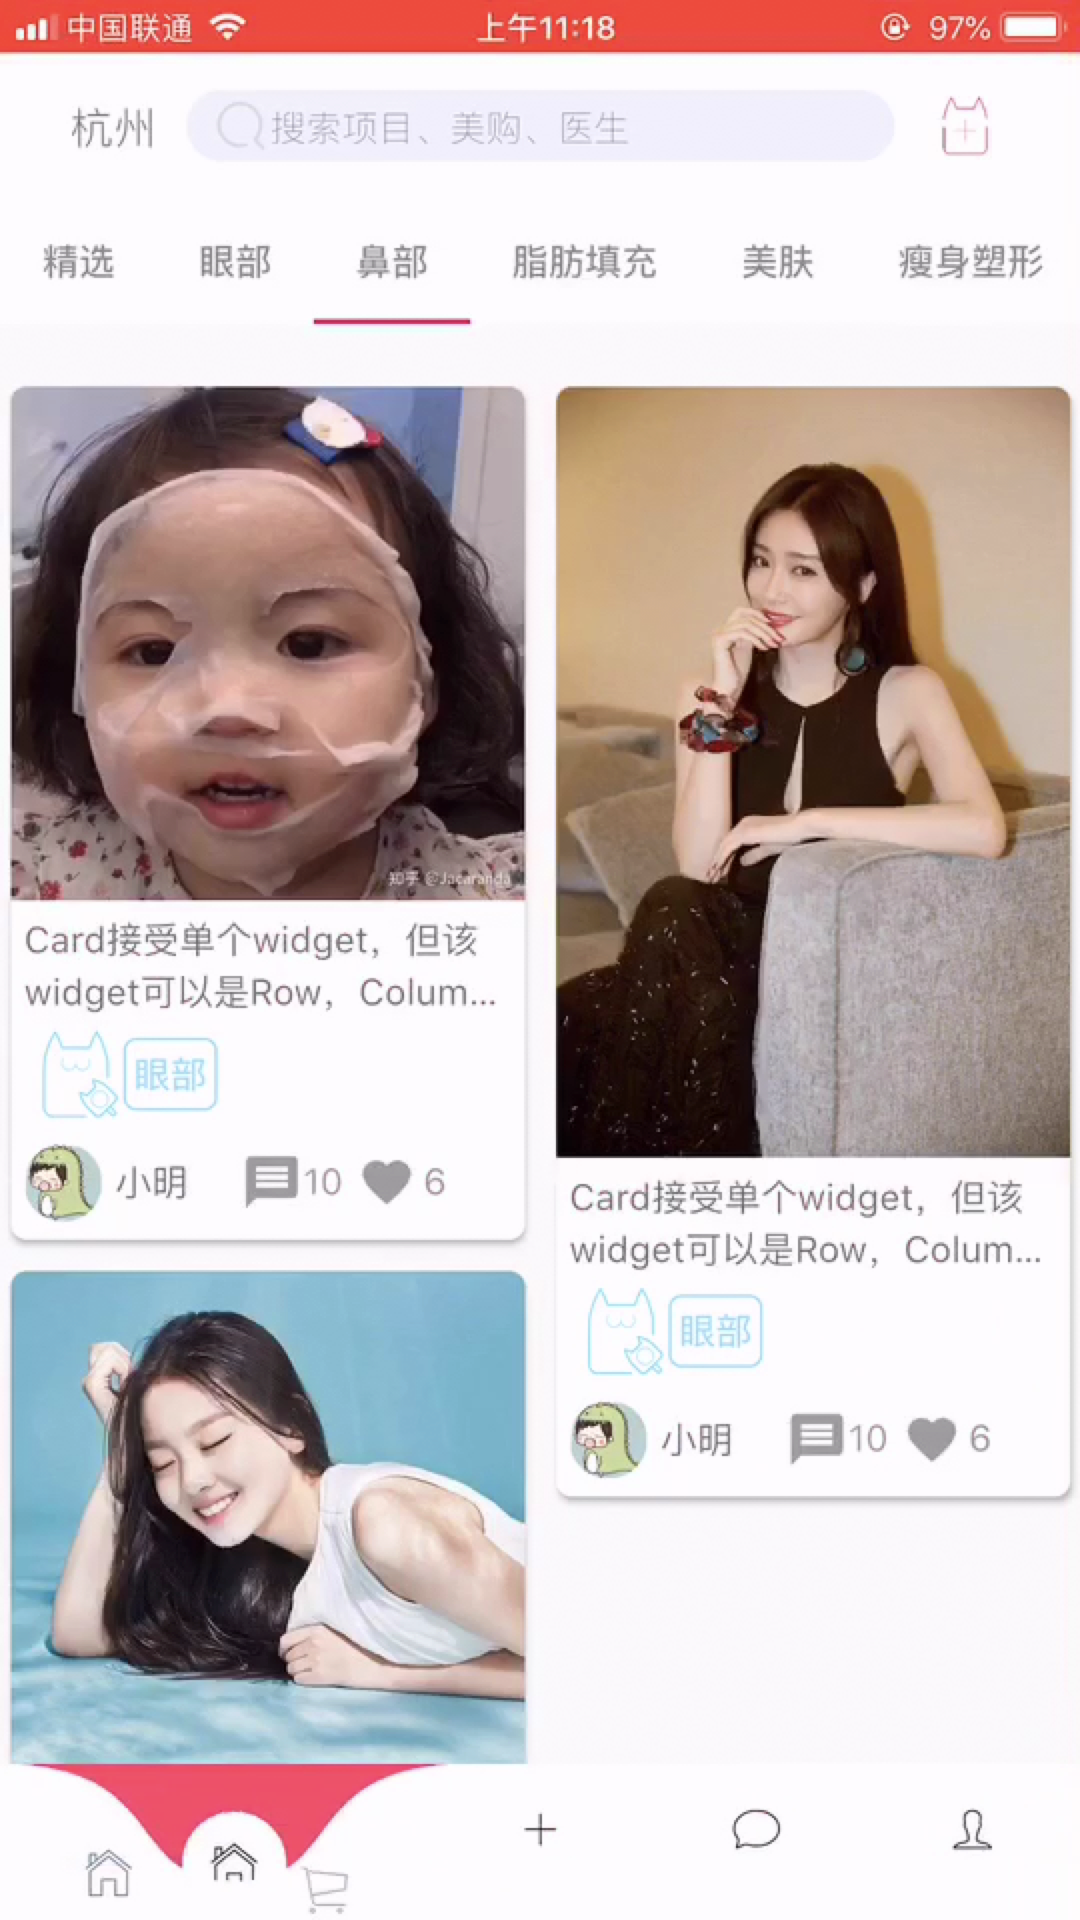 中国联通
上午11:18
97%
杭州
搜索项目、美购、医生
精选
眼部
鼻部
脂肪填充
美肤
瘦身塑形
知乎 @Jacaranda
Card接受单个widget，但该
widget可以是Row，Colum...
眼部
小明
10
6
Card接受单个widget，但该
widget可以是Row，Colum...
眼部
小明
10
6